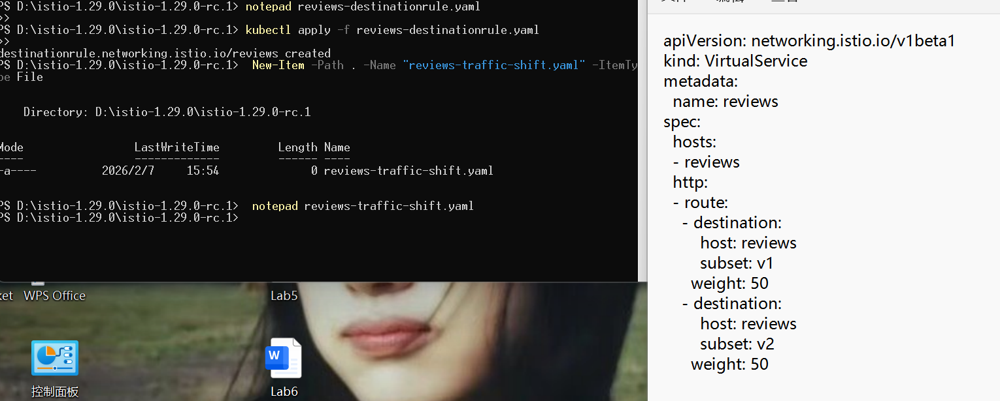 PS D:\istio-1.29.0\istio-1.29.0-rc.1> notepad reviews-destinationrule.yaml
>>
PS D:\istio-1.29.0\istio-1.29.0-rc.1> kubectl apply -f reviews-destinationrule.yaml
>>
destinationrule.networking.istio.io/reviews created
PS D:\istio-1.29.0\istio-1.29.0-rc.1>  New-Item -Path . -Name "reviews-traffic-shift.yaml" -ItemTy
pe File
Directory: D:\istio-1.29.0\istio-1.29.0-rc.1
Mode LastWriteTime Length Name
---- ------------- ------ ----
-a---- 2026/2/7 15:54 0 reviews-traffic-shift.yaml
PS D:\istio-1.29.0\istio-1.29.0-rc.1>  notepad reviews-traffic-shift.yaml
PS D:\istio-1.29.0\istio-1.29.0-rc.1>
apiVersion: networking.istio.io/v1beta1
kind: VirtualService
metadata:
  name: reviews
spec:
  hosts:
  - reviews
  http:
  - route:
    - destination:
        host: reviews
        subset: v1
      weight: 50
    - destination:
        host: reviews
        subset: v2
      weight: 50
ket
WPS Office
Lab5
控制面板
W
Lab6